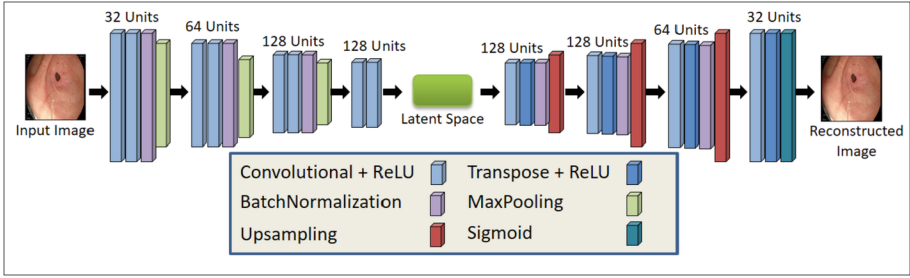 32 Units
64 Units
128 Units
128 Units
128 Units
128 Units
64 Units
32 Units
Input Image
Latent Space
Reconstructed
Image
Convolutional + ReLU
Transpose + ReLU
BatchNormalization
MaxPooling
Upsampling
Sigmoid